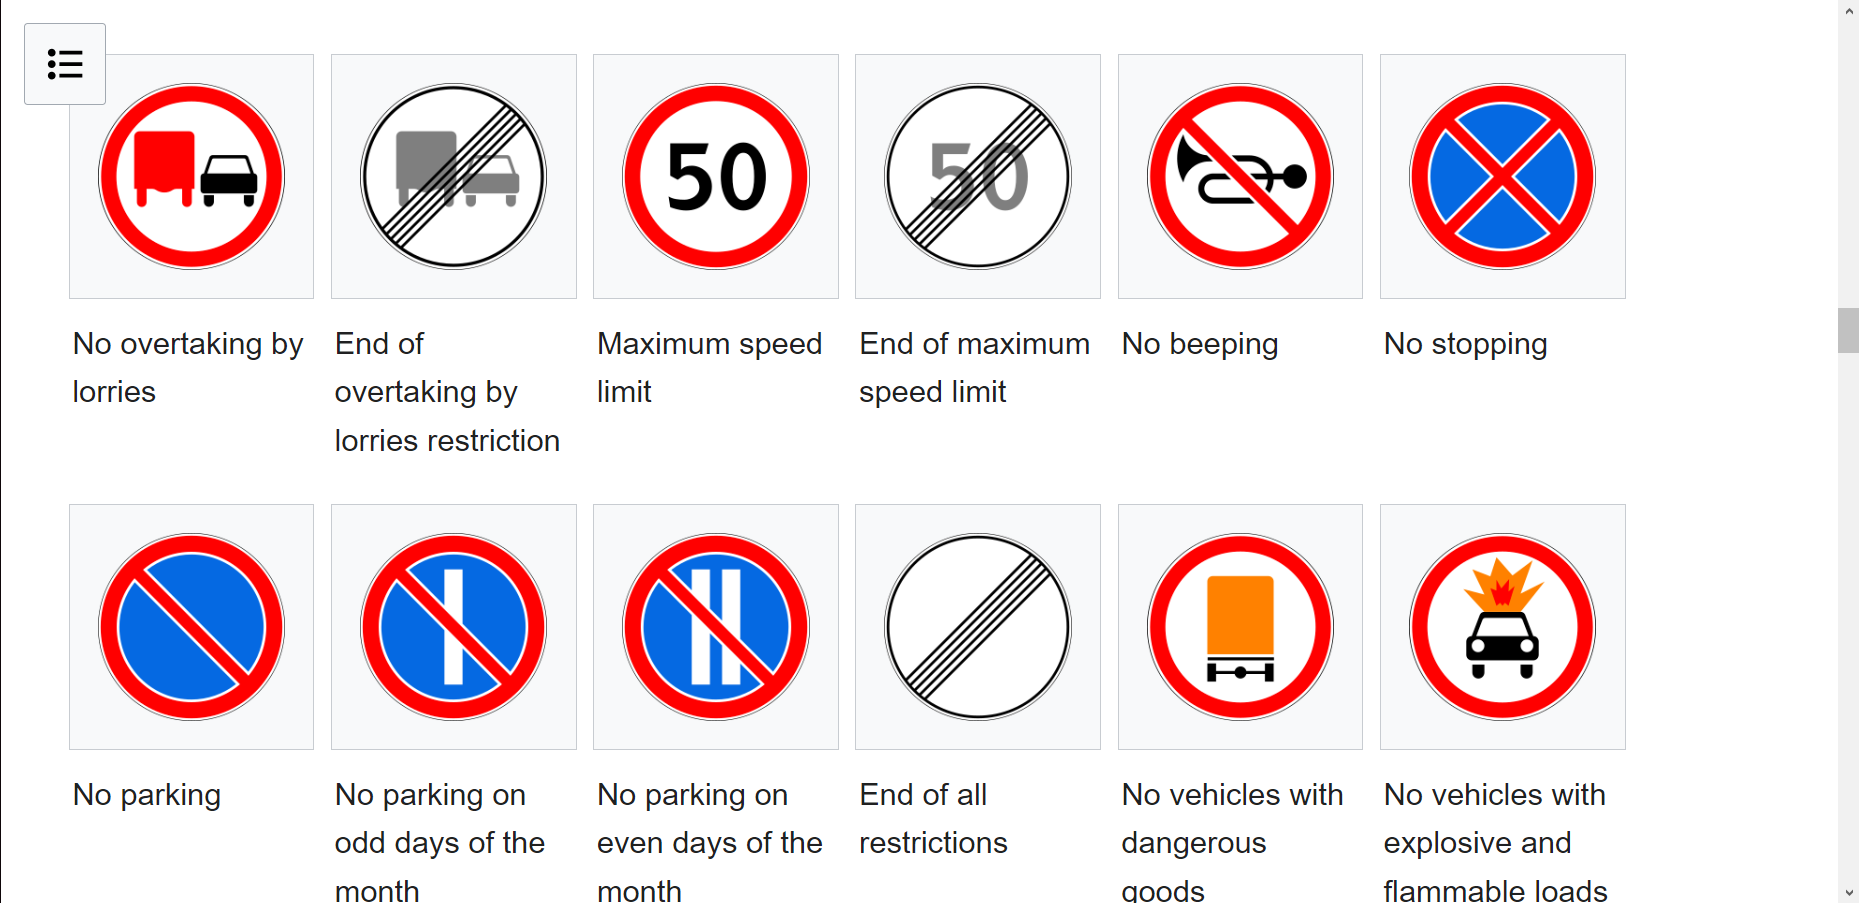 50
50
No overtaking by
lorries
End of
overtaking by
lorries restriction
Maximum speed
limit
End of maximum
speed limit
No beeping
No stopping
No parking
No parking on
odd days of the
month
No parking on
even days of the
month
End of all
restrictions
No vehicles with
dangerous
goods
No vehicles with
explosive and
flammable loads